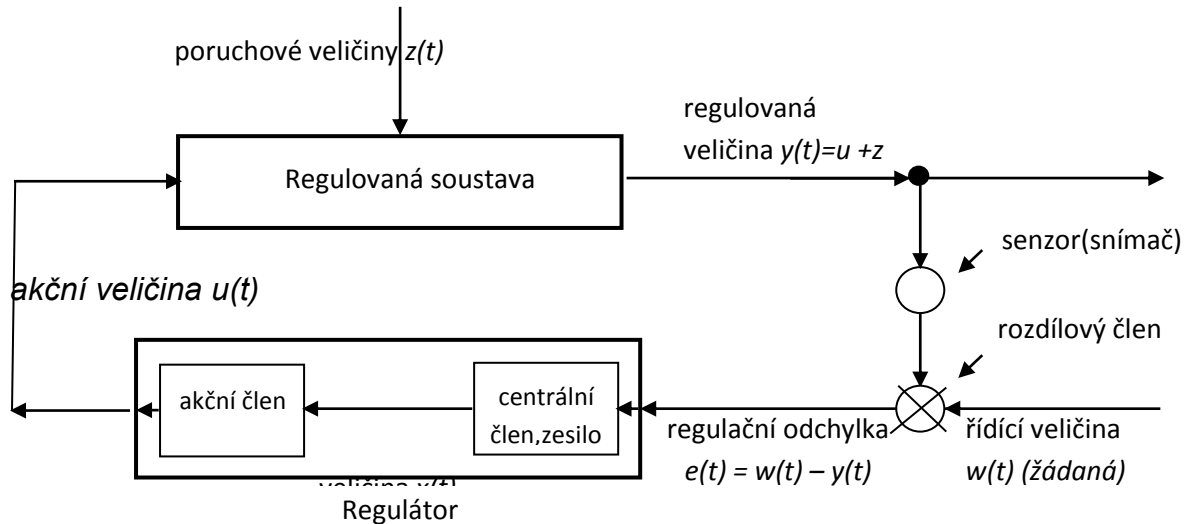 poruchové veličiny z(t)
regulovaná
veličina y(t)=u +z
Regulovaná soustava
senzor(snímač)
akční veličina u(t)
rozdílový člen
akční člen
centrální
člen,zesilo
regulační odchylka
e(t) = w(t) – y(t)
řídící veličina
w(t) (žádaná)
veličina x(t)
Regulátor